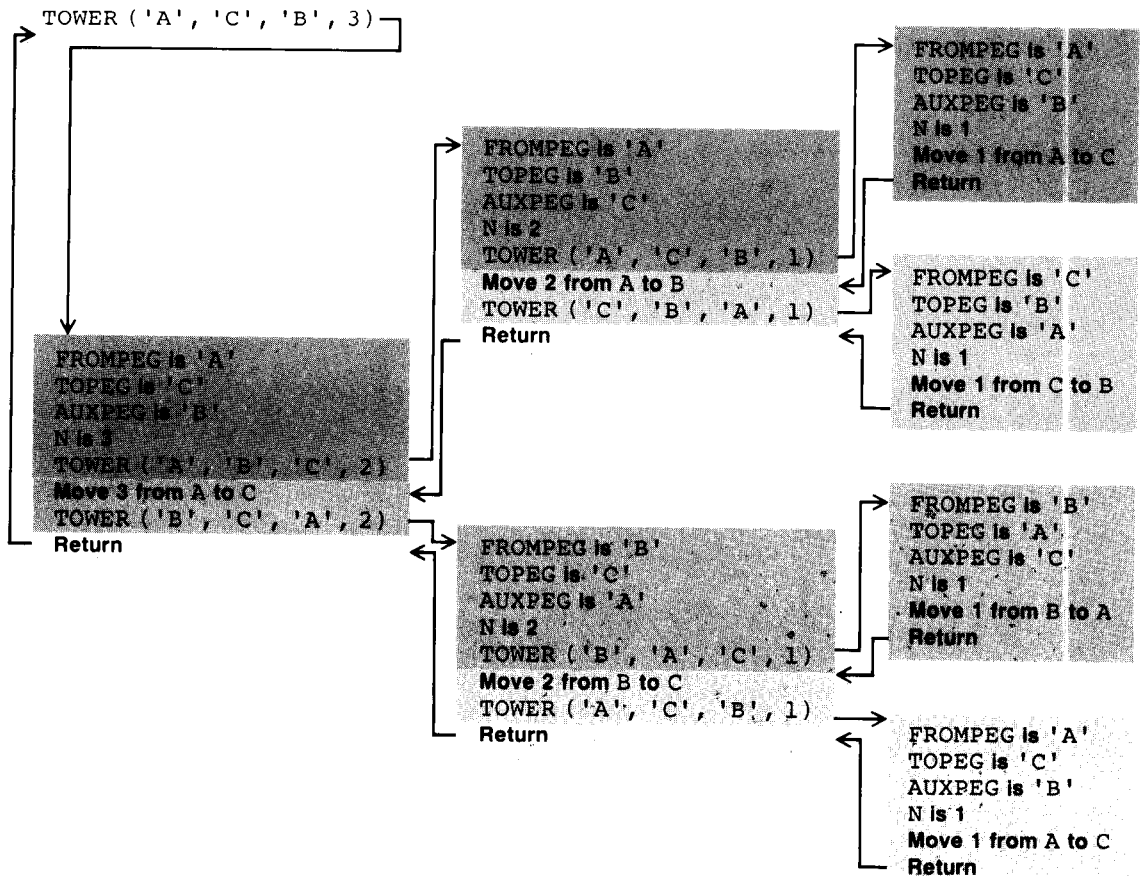 TOWER ('A', 'C', 'B', 3)
FROMPEG is 'A'
TOPEG is 'C'
AUXPEG is 'B'
N is 3
TOWER ('A', 'B', 'C', 2)
Move 3 from A to C
TOWER ('B', 'C', 'A', 2)
Return
FROMPEG is 'A'
TOPEG is 'B'
AUXPEG is 'C'
N is 2
TOWER ('A', 'C', 'B', 1)
Move 2 from A to B
TOWER ('C', 'B', 'A', 1)
Return
FROMPEG is 'A'
TOPEG is 'C'
AUXPEG is 'B'
N is 1
Move 1 from A to C
Return
FROMPEG is 'C'
TOPEG is 'B'
AUXPEG is 'A'
N is 1
Move 1 from C to B
Return
FROMPEG is 'B'
TOPEG is 'C'
AUXPEG is 'A'
N is 2
TOWER ('B', 'A', 'C', 1)
Move 2 from B to C
TOWER ('A', 'C', 'B', 1)
Return
FROMPEG is 'B'
TOPEG is 'A'
AUXPEG is 'C'
N is 1
Move 1 from B to A
Return
FROMPEG is 'A'
TOPEG is 'C'
AUXPEG is 'B'
N is 1
Move 1 from A to C
Return